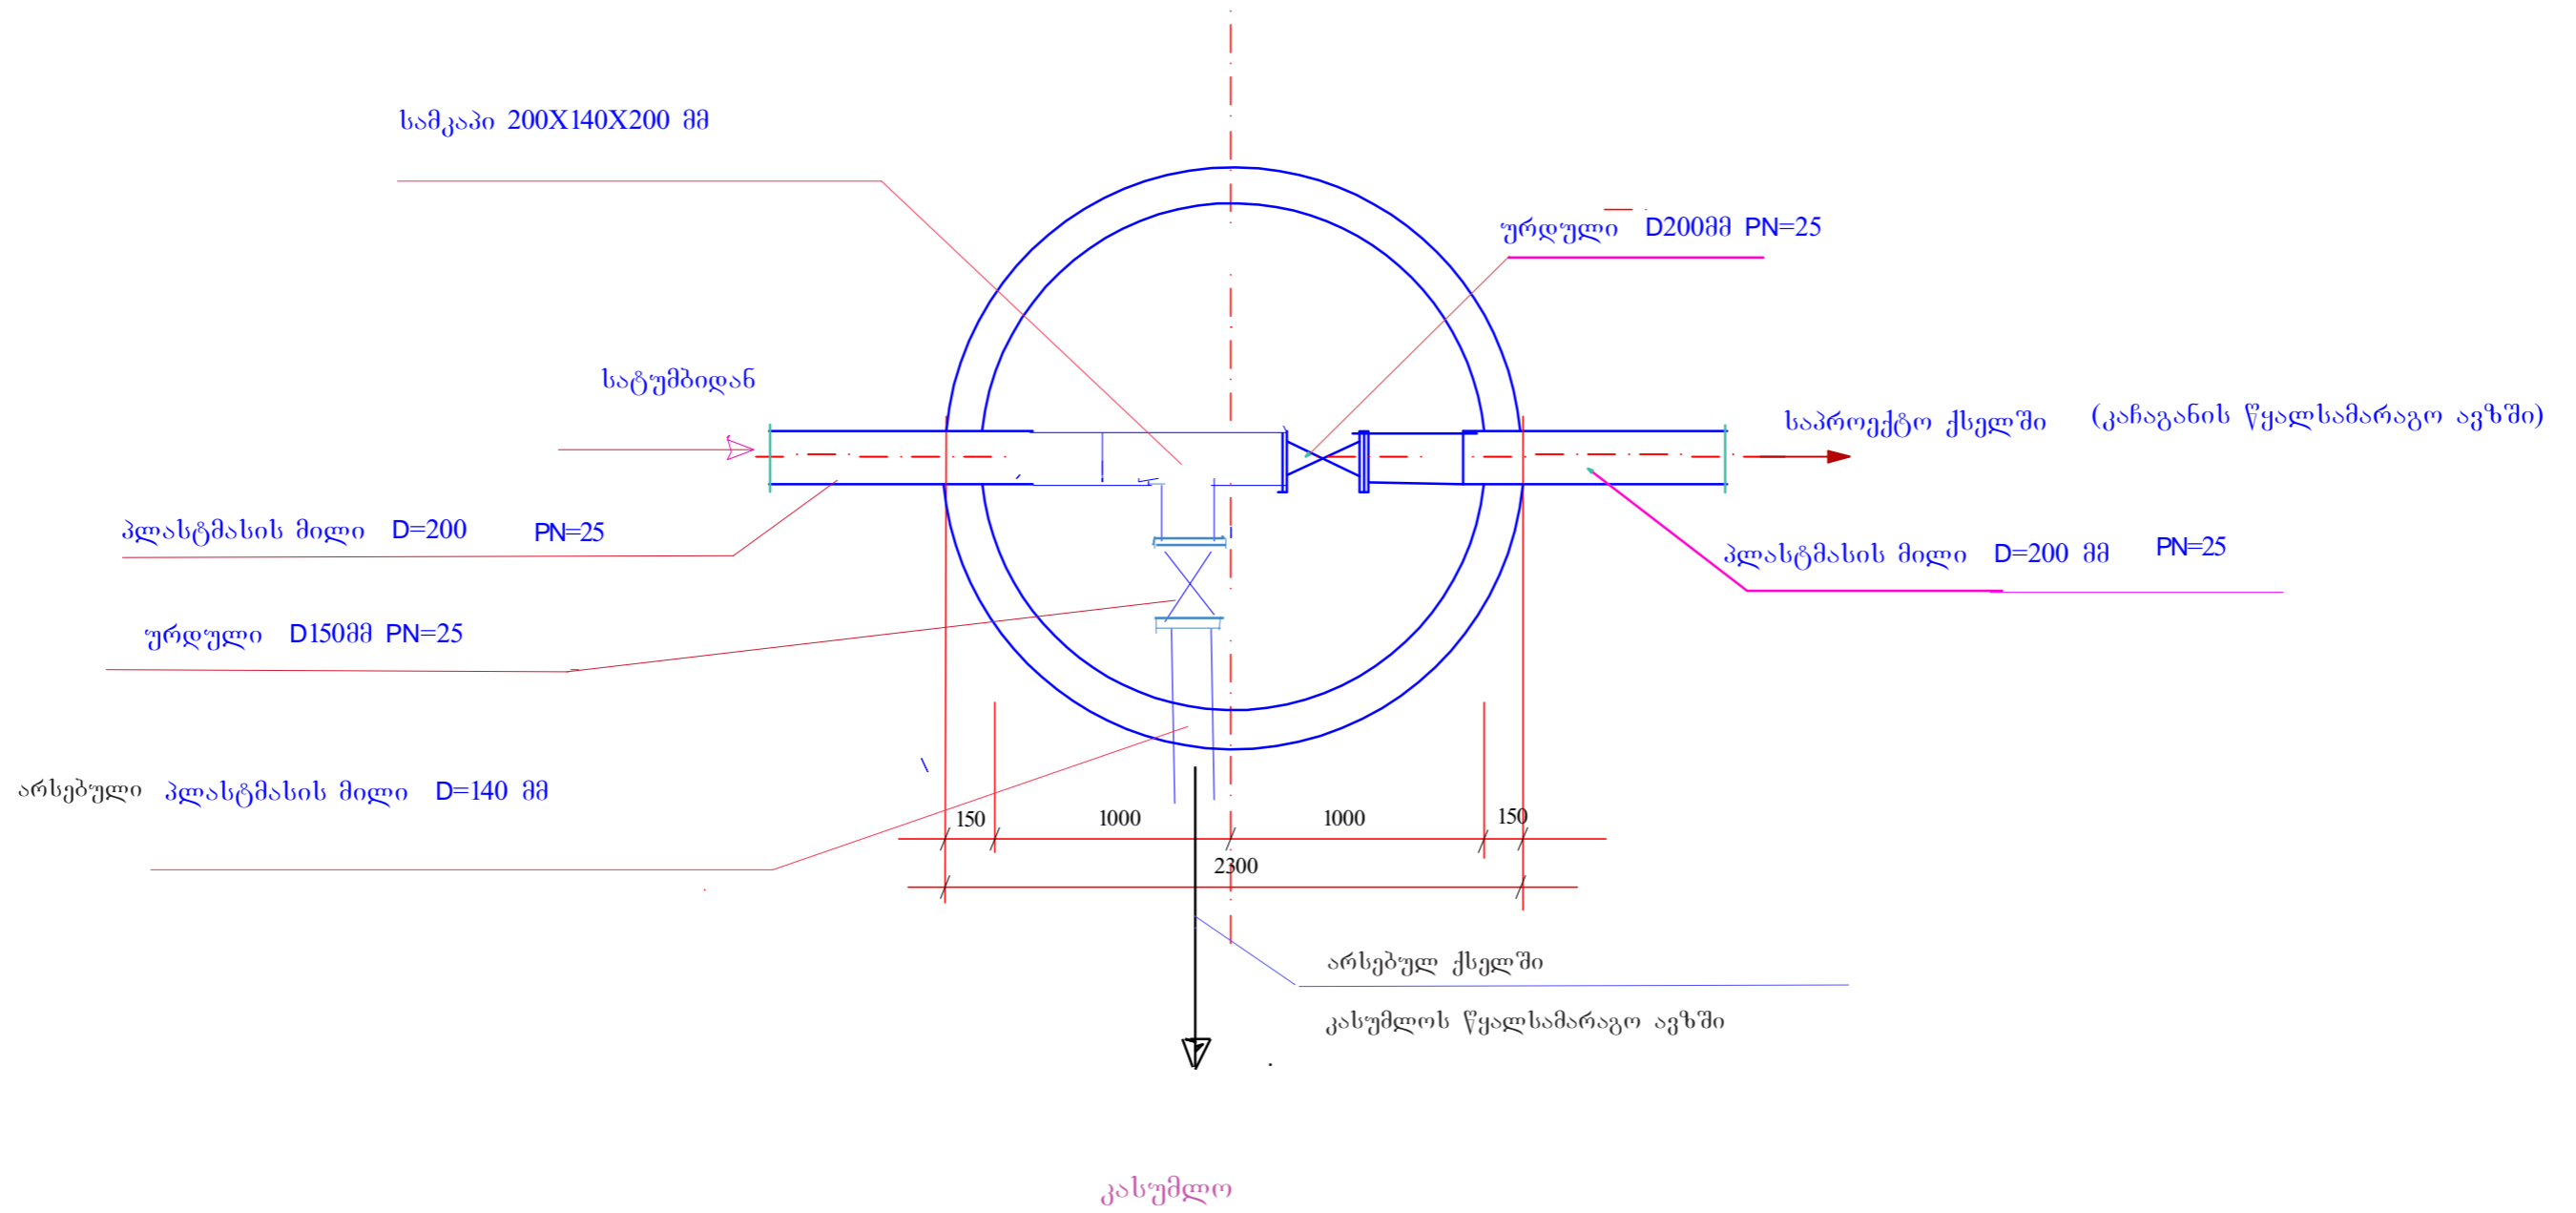 სამკაპი 200X140X200 მმ
ურდული D200მმ PN=25
სატუმბიდან
საპროექტო ქსელში (კაჩაგანის წყალსამარაგო ავზში)
პლასტმასის მილი D=200 PN=25
პლასტმასის მილი D=200 მმ PN=25
ურდული D150მმ PN=25
არსებული პლასტმასის მილი D=140 მმ
150 1000 1000 150
2300
არსებულ ქსელში
კასუმლოს წყალსამარაგო ავზში
კასუმლო